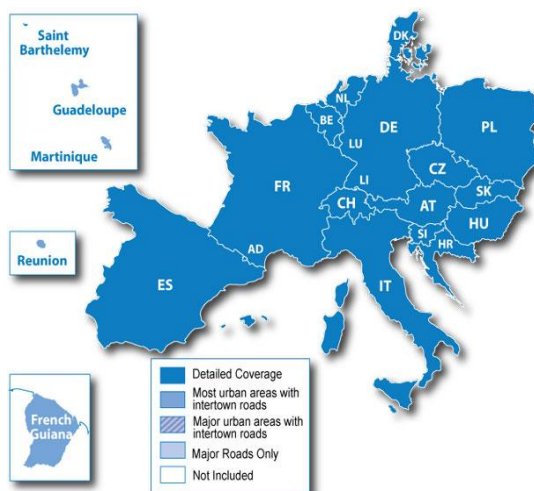 Saint
Barthelemy
Guadeloupe
Martinique
Reunion
French
Guiana
DK
NL
BE
DE
PL
LU
CZ
LI
SK
FR
CH
AT
HU
SI
HR
AD
ES
IT
Detailed Coverage
Most urban areas with
intertown roads
Major urban areas with
intertown roads
Major Roads Only
Not Included